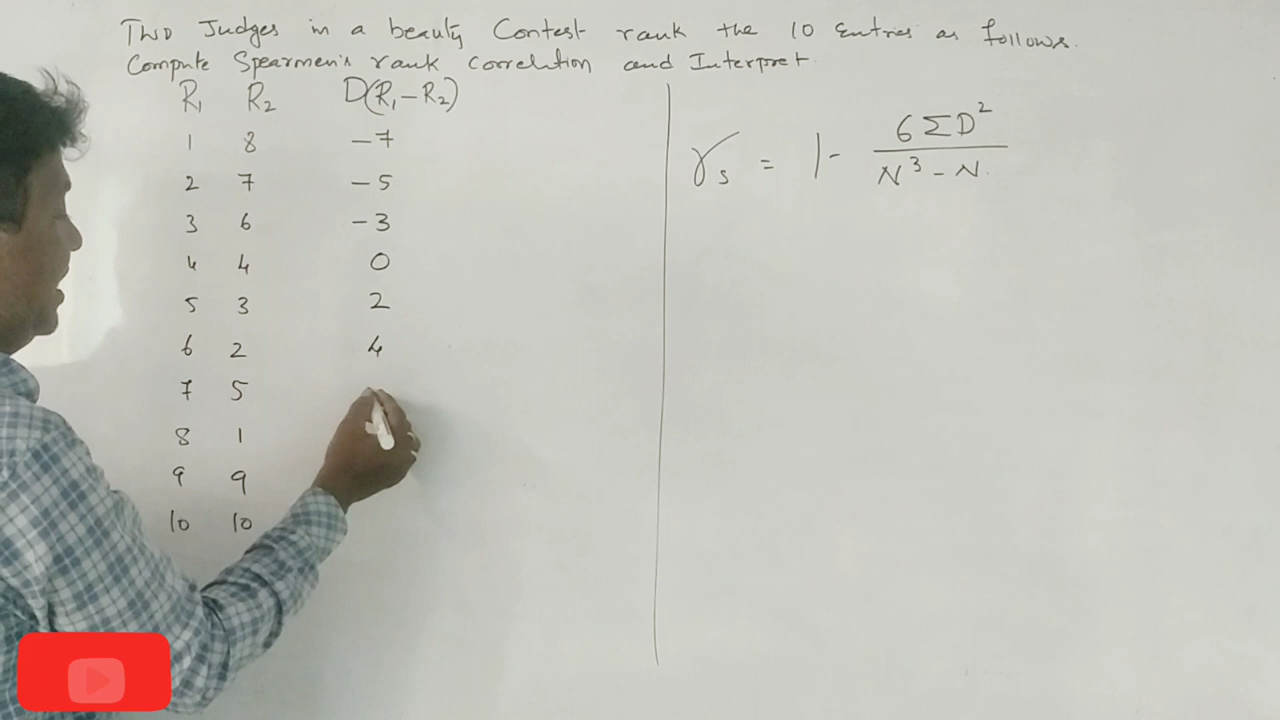 Two Judges in a beauty Contest rank the 10 Entries as follows.
Compute Spearmen's rank correlation and Interpret.
R1 R2 D(R1-R2)
1 8 -7
2 7 -5
3 6 -3
4 4 0
5 3 2
6 2 4
7 5
8 1
9 9
10 10
rs = 1 - 6ΣD² / N³ - N.